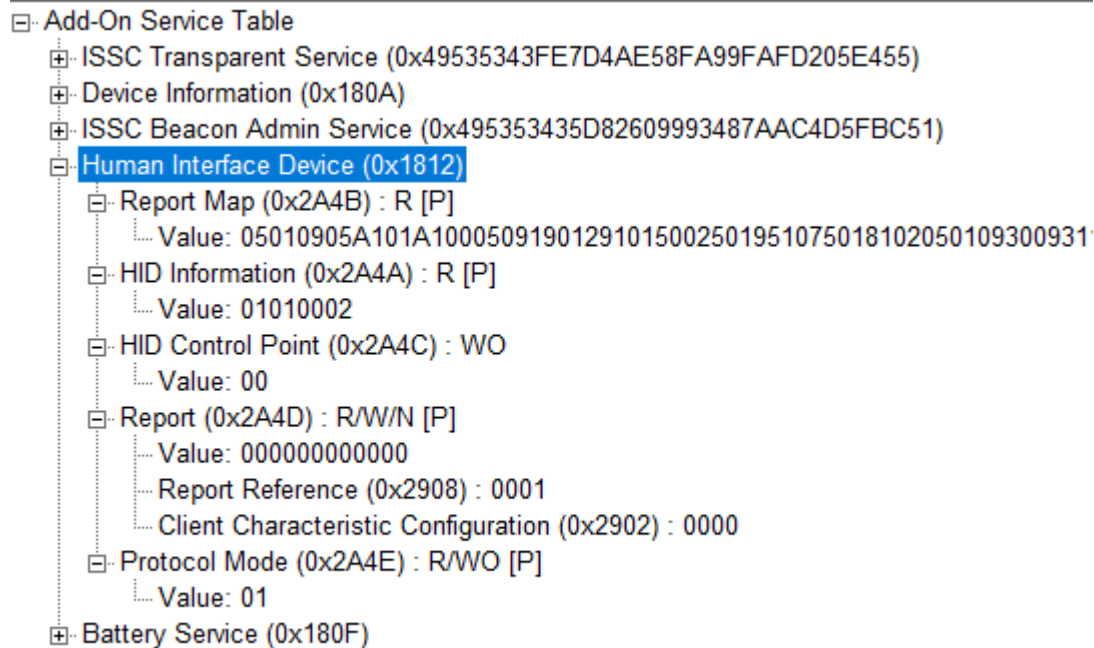 Add-On Service Table
ISSC Transparent Service (0x49535343FE7D4AE58FA99FAFD205E455)
Device Information (0x180A)
ISSC Beacon Admin Service (0x495353435D82609993487AAC4D5FBC51)
Human Interface Device (0x1812)
Report Map (0x2A4B) : R [P]
Value: 05010905A101A100050919012910150025019510750181020501093009311
HID Information (0x2A4A) : R [P]
Value: 01010002
HID Control Point (0x2A4C) : WO
Value: 00
Report (0x2A4D) : R/W/N [P]
Value: 000000000000
Report Reference (0x2908) : 0001
Client Characteristic Configuration (0x2902) : 0000
Protocol Mode (0x2A4E) : R/WO [P]
Value: 01
Battery Service (0x180F)